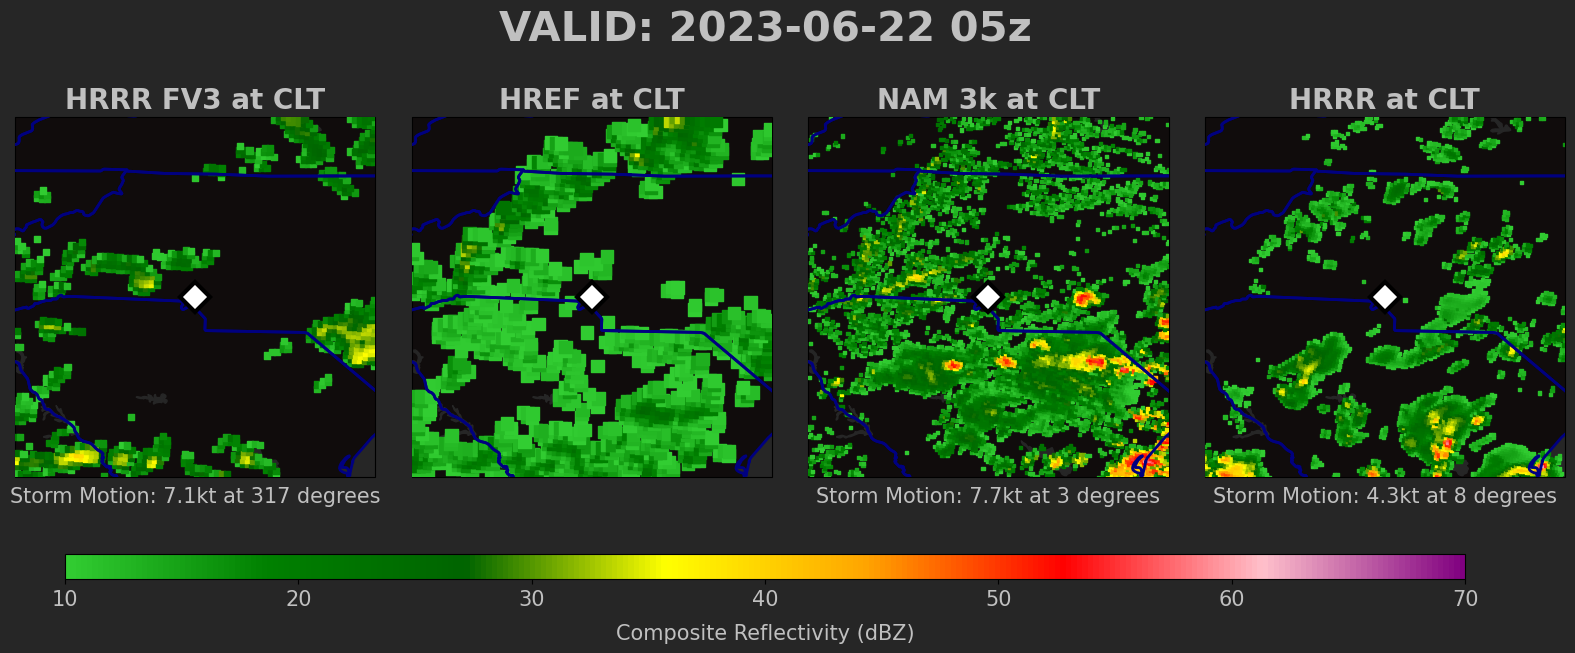 VALID: 2023-06-22 05z
HRRR FV3 at CLT
HREF at CLT
NAM 3k at CLT
HRRR at CLT
Storm Motion: 7.1kt at 317 degrees
Storm Motion: 7.7kt at 3 degrees
Storm Motion: 4.3kt at 8 degrees
10 20 30 40 50 60 70
Composite Reflectivity (dBZ)